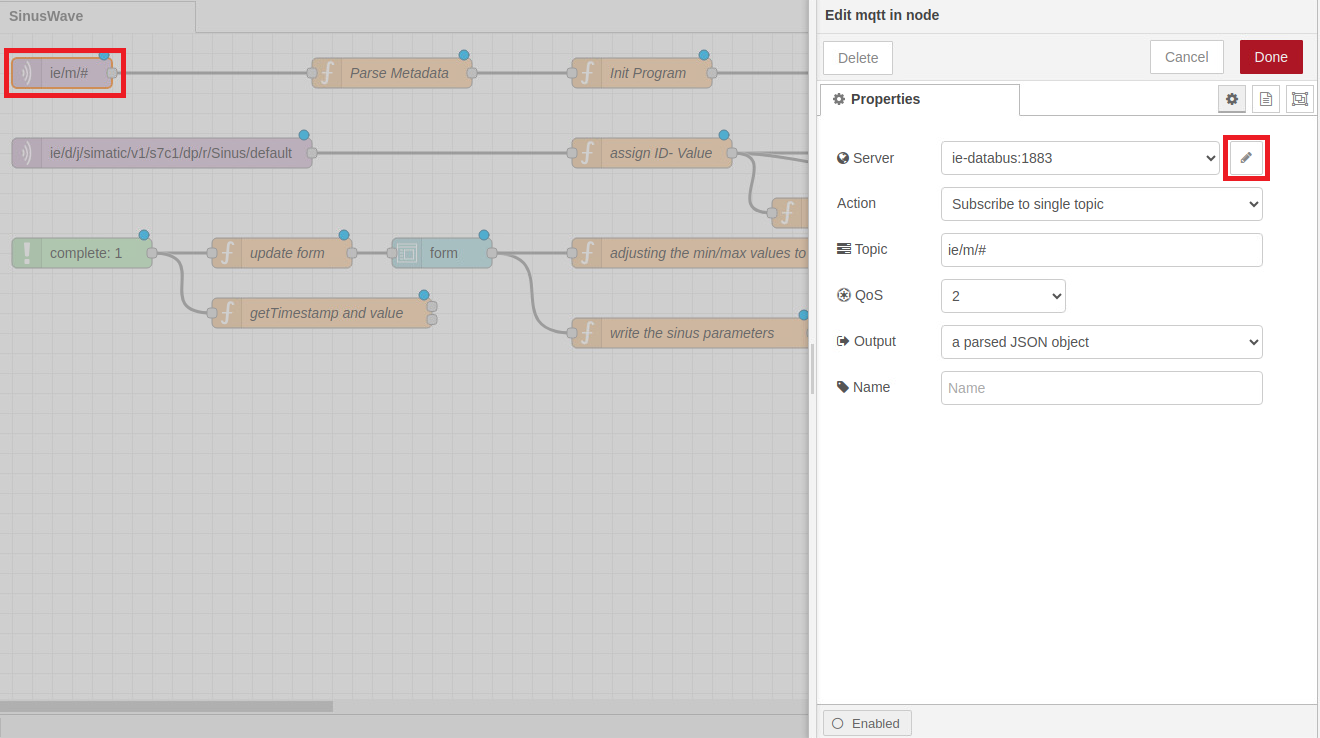 SinusWave
ie/m/#
Parse Metadata
Init Program
ie/d/j/simatic/v1/s7c1/dp/r/Sinus/default
assign ID- Value
complete: 1
update form
form
adjusting the min/max values to
getTimestamp and value
write the sinus parameters
Edit mqtt in node
Delete
Cancel
Done
Properties
Server
ie-databus:1883
Action
Subscribe to single topic
Topic
ie/m/#
QoS
2
Output
a parsed JSON object
Name
Name
Enabled